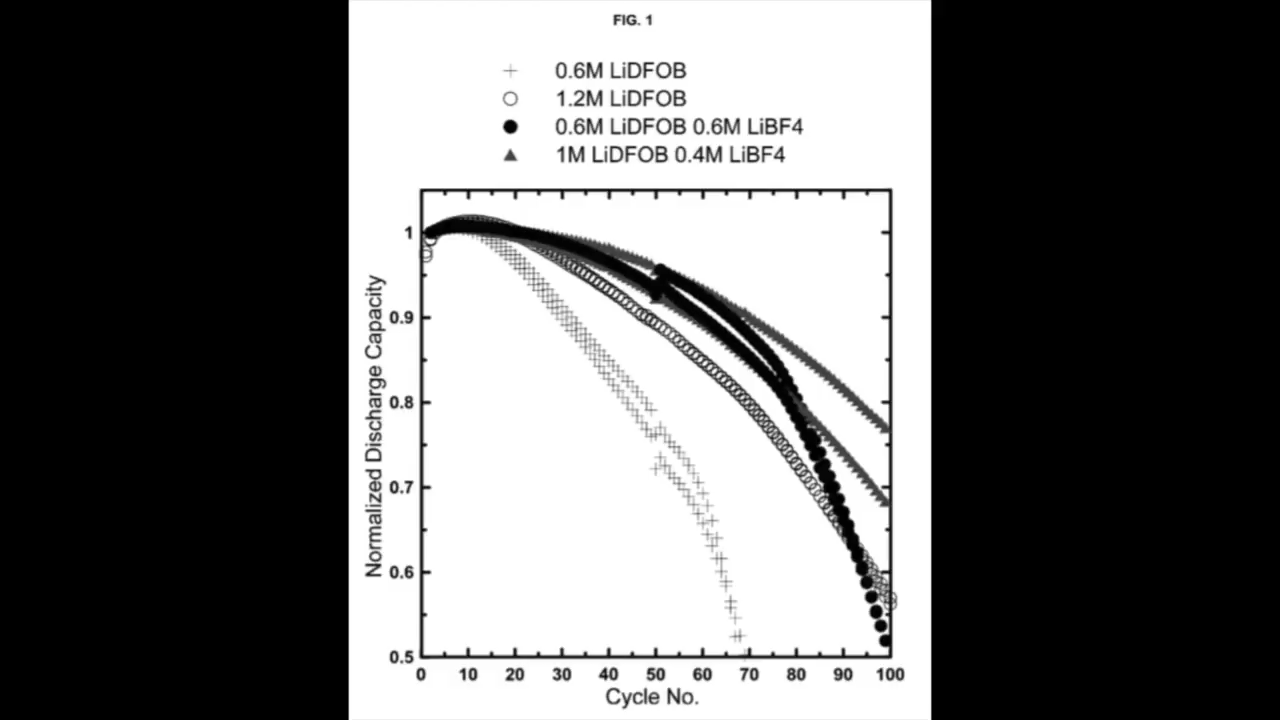 FIG. 1
0.6M LiDFOB
1.2M LiDFOB
0.6M LiDFOB 0.6M LiBF4
1M LiDFOB 0.4M LiBF4
Normalized Discharge Capacity
1
0.9
0.8
0.7
0.6
0.5
0 10 20 30 40 50 60 70 80 90 100
Cycle No.